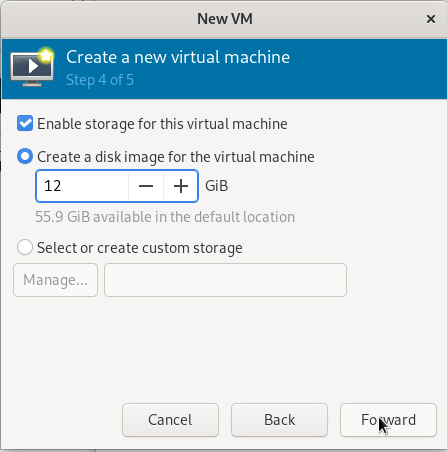 New VM
Create a new virtual machine
Step 4 of 5
Enable storage for this virtual machine
Create a disk image for the virtual machine
12 GiB
55.9 GiB available in the default location
Select or create custom storage
Manage...
Cancel Back Forward